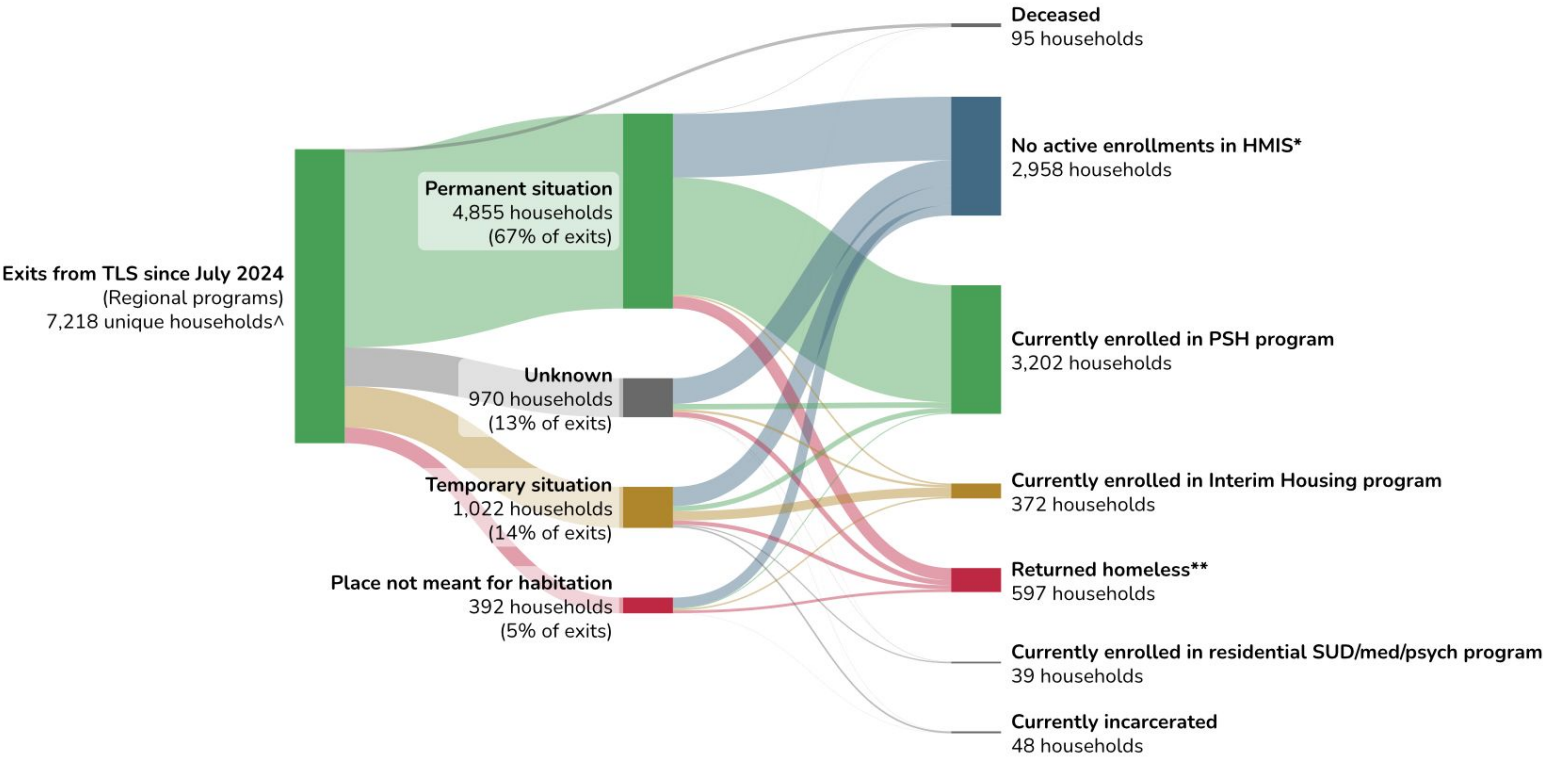 Exits from TLS since July 2024
(Regional programs)
7,218 unique households^
Permanent situation
4,855 households
(67% of exits)
Unknown
970 households
(13% of exits)
Temporary situation
1,022 households
(14% of exits)
Place not meant for habitation
392 households
(5% of exits)
Deceased
95 households
No active enrollments in HMIS*
2,958 households
Currently enrolled in PSH program
3,202 households
Currently enrolled in Interim Housing program
372 households
Returned homeless**
597 households
Currently enrolled in residential SUD/med/psych program
39 households
Currently incarcerated
48 households